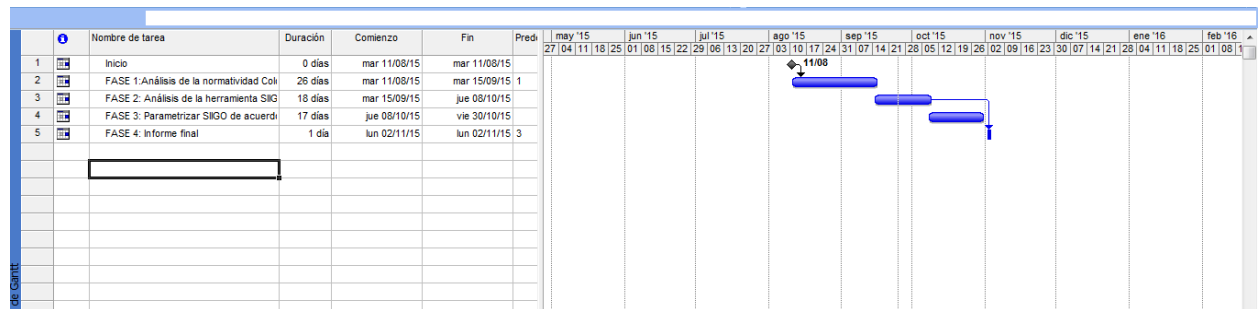 Nombre de tarea Duración Comienzo Fin Prede may '15 jun '15 jul '15 ago '15 sep '15 oct '15 nov '15 dic '15 ene '16 feb '16
27 04 11 18 25 01 08 15 22 29 06 13 20 27 03 10 17 24 31 07 14 21 28 05 12 19 26 02 09 16 23 30 07 14 21 28 04 11 18 25 01 08
1 Inicio 0 días mar 11/08/15 mar 11/08/15 11/08
2 FASE 1:Análisis de la normatividad Col 26 días mar 11/08/15 mar 15/09/15 1
3 FASE 2: Análisis de la herramienta SIIG 18 días mar 15/09/15 jue 08/10/15
4 FASE 3: Parametrizar SIIGO de acuerd 17 días jue 08/10/15 vie 30/10/15
5 FASE 4: Informe final 1 día lun 02/11/15 lun 02/11/15 3
de Gantt